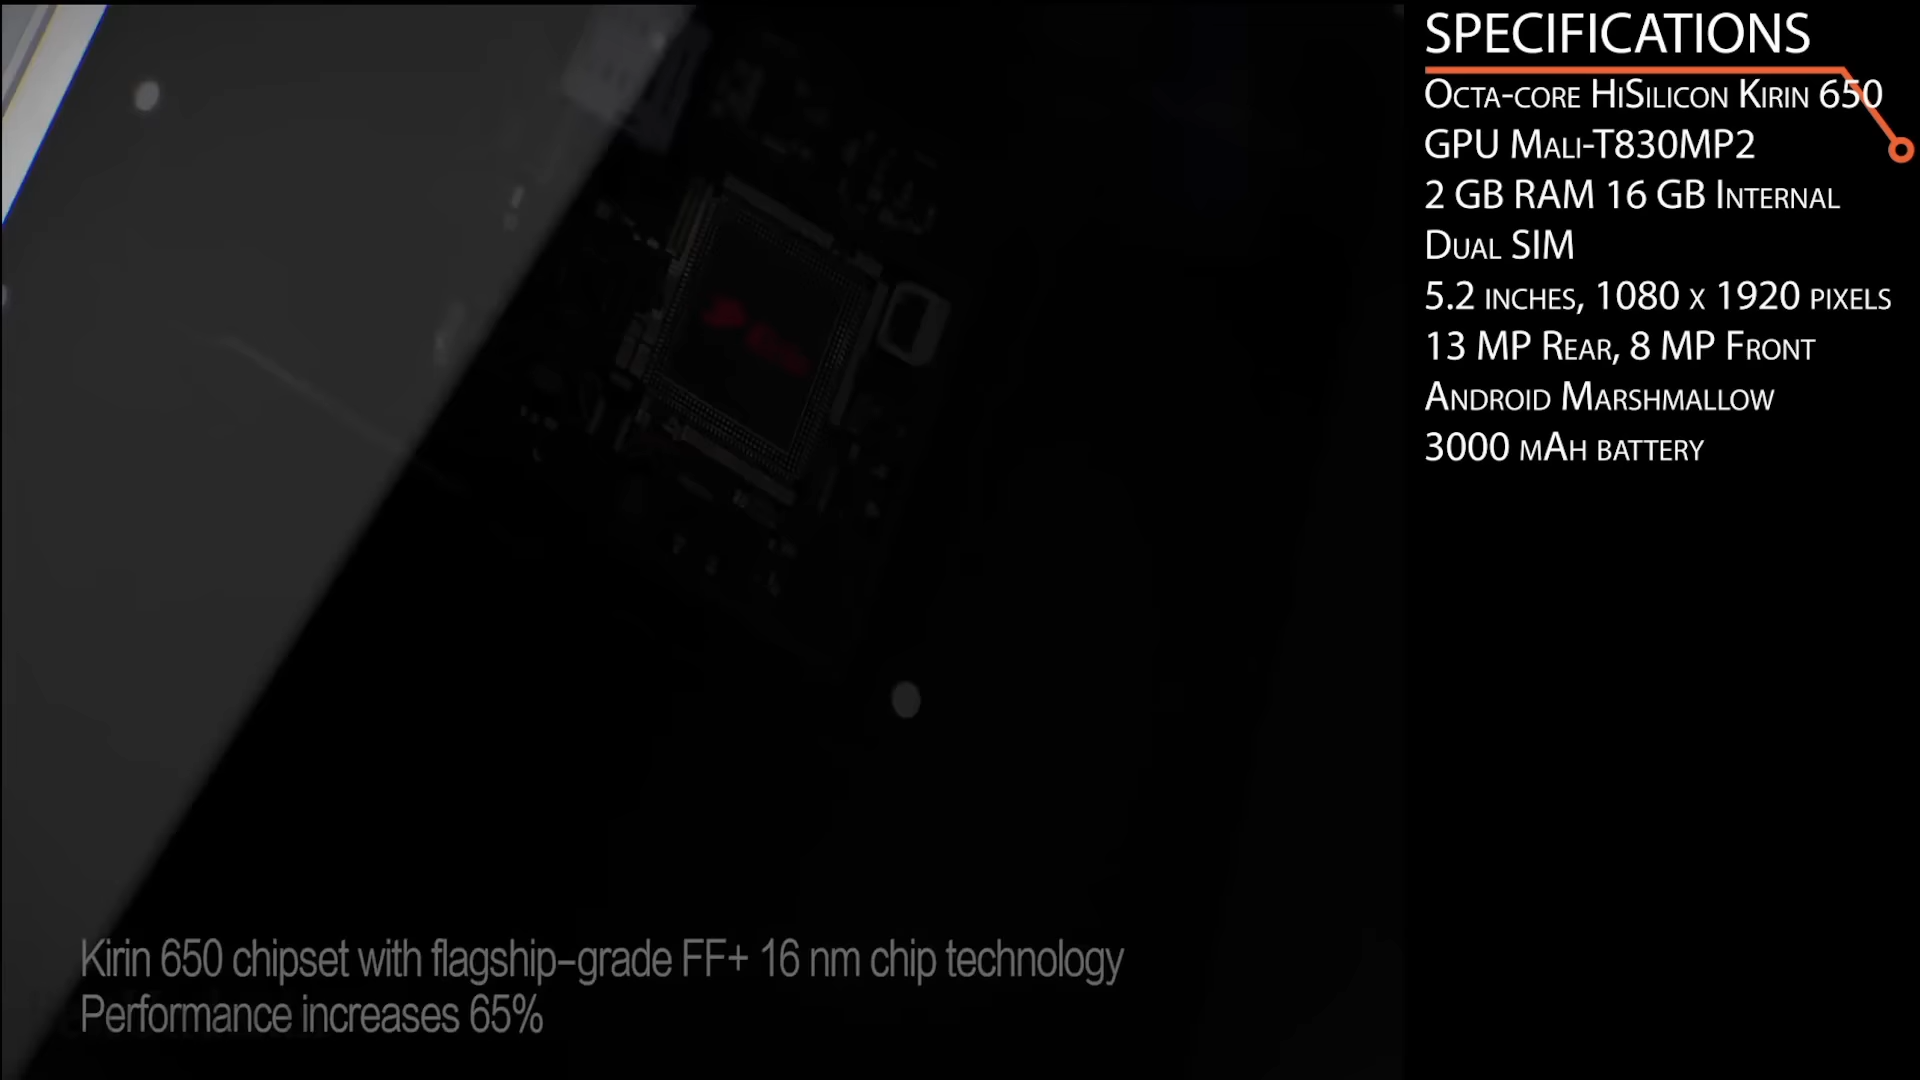 SPECIFICATIONS
Octa-core HiSilicon Kirin 650
GPU Mali-T830MP2
2 GB RAM 16 GB Internal
Dual SIM
5.2 inches, 1080 x 1920 pixels
13 MP Rear, 8 MP Front
Android Marshmallow
3000 mAh battery
Kirin 650 chipset with flagship-grade FF+ 16 nm chip technology
Performance increases 65%